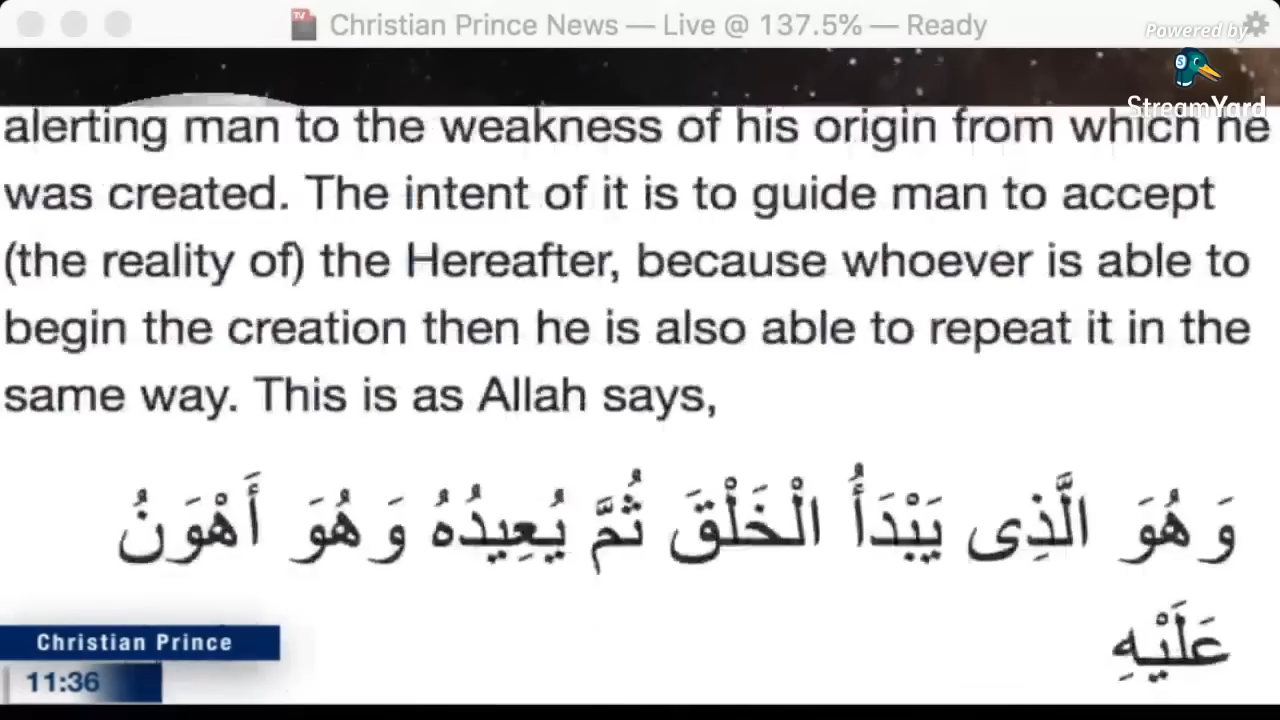 Christian Prince News — Live @ 137.5% — Ready
Powered by
StreamYard
alerting man to the weakness of his origin from which he
was created. The intent of it is to guide man to accept
(the reality of) the Hereafter, because whoever is able to
begin the creation then he is also able to repeat it in the
same way. This is as Allah says,
وَهُوَ الَّذِى يَبْدَأُ الْخَلْقَ ثُمَّ يُعِيدُهُ وَهُوَ أَهْوَنُ
عَلَيْهِ
Christian Prince
11:36